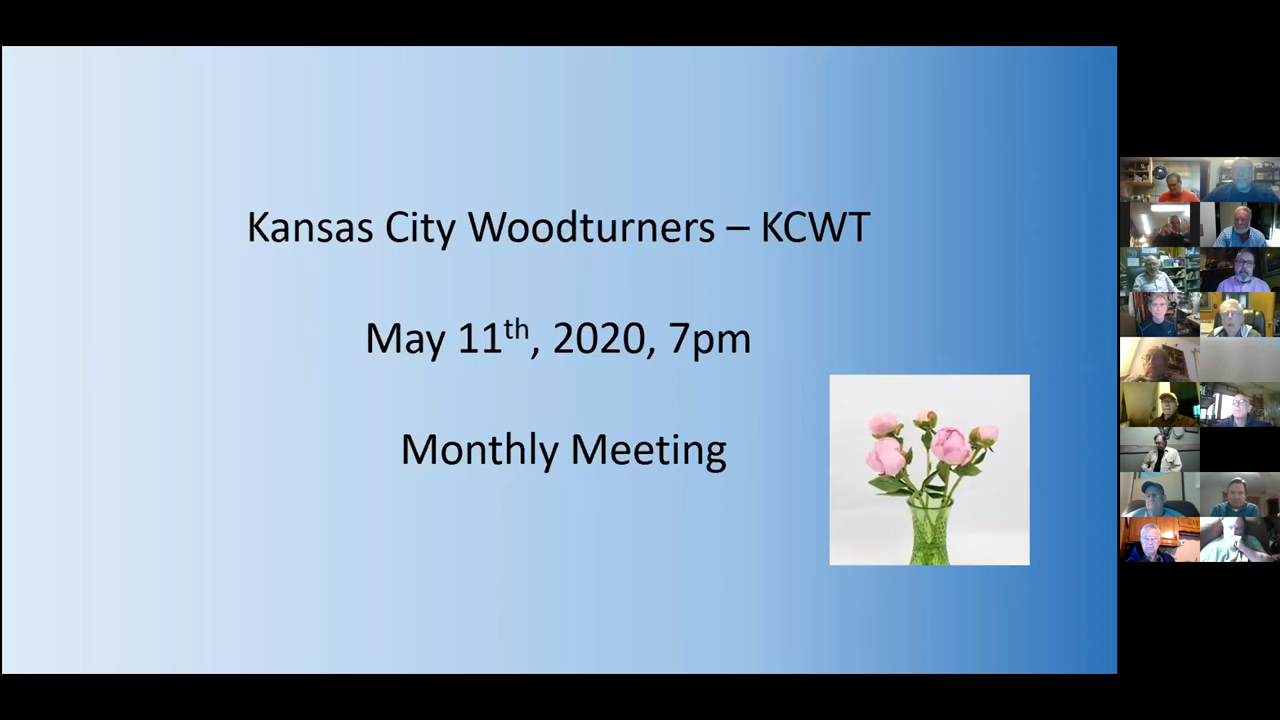 Kansas City Woodturners – KCWT
May 11th, 2020, 7pm
Monthly Meeting